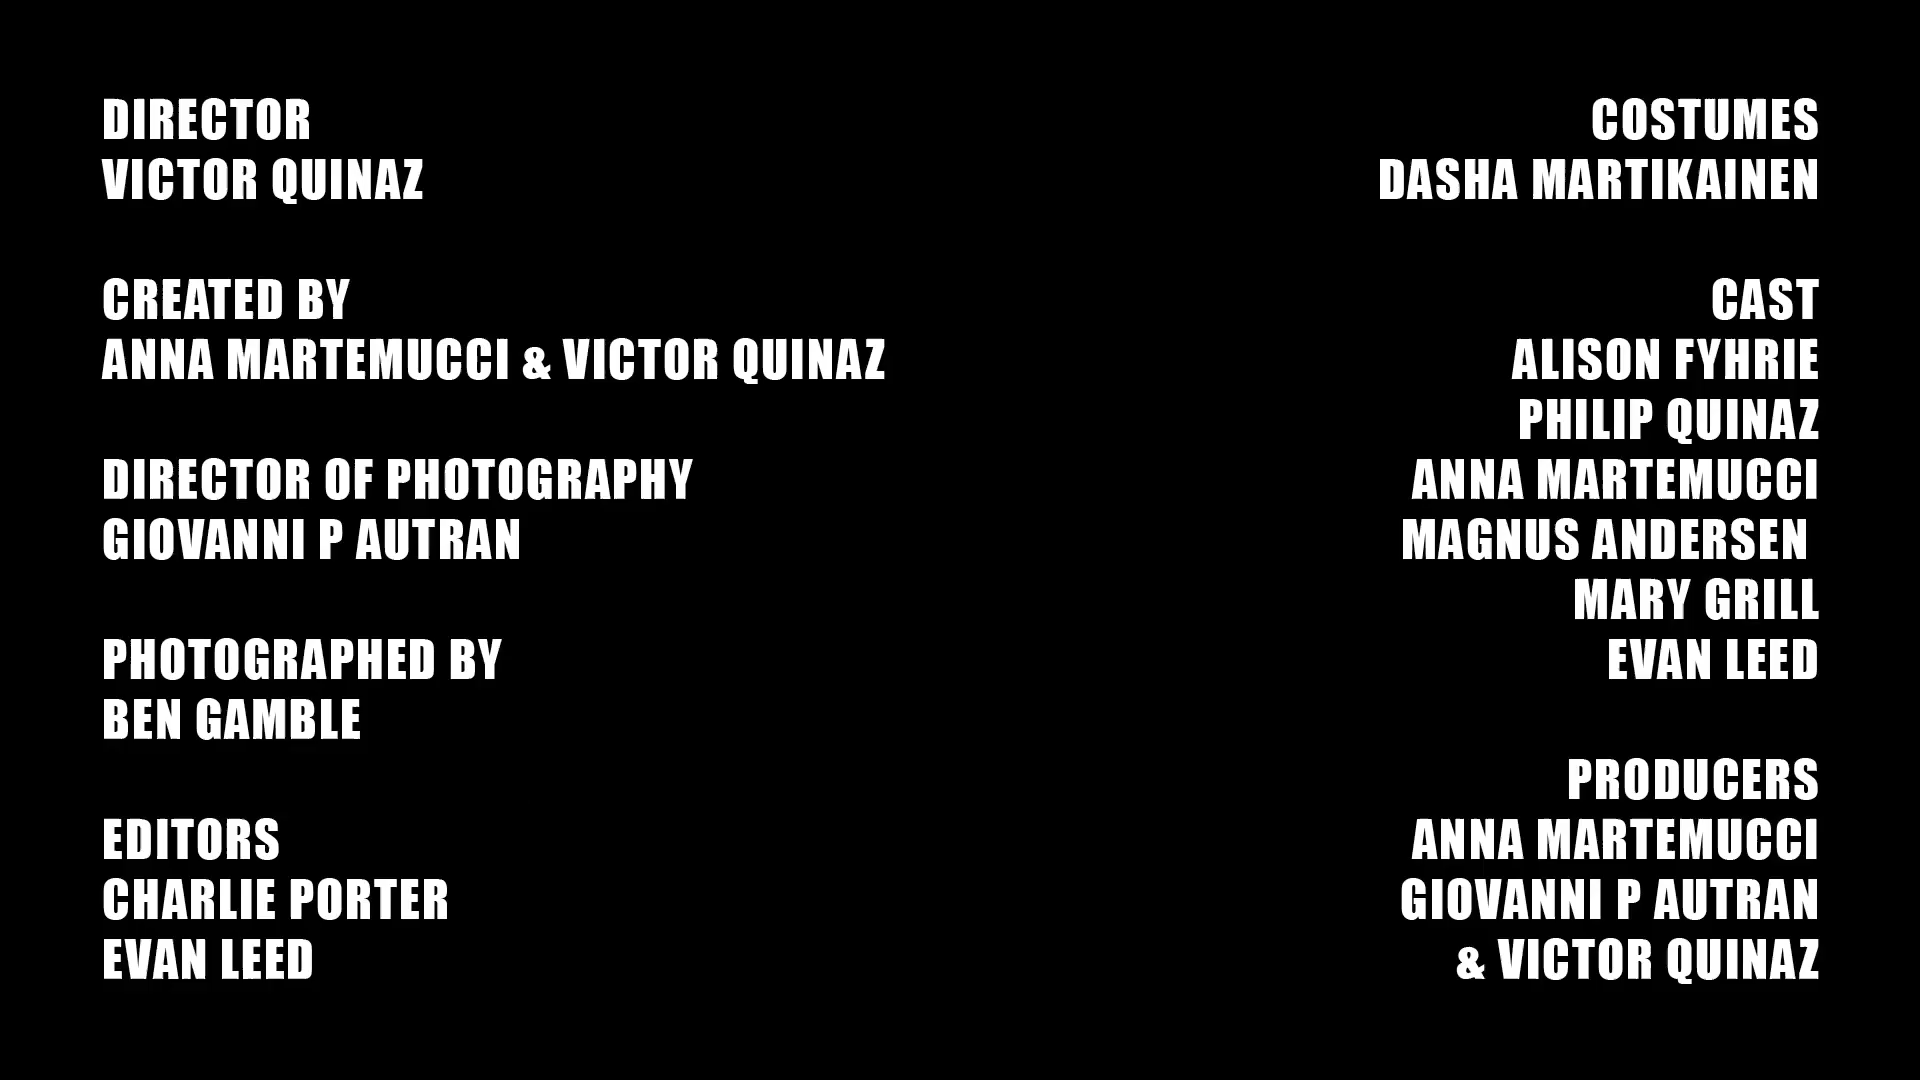 DIRECTOR
VICTOR QUINAZ
CREATED BY
ANNA MARTEMUCCI & VICTOR QUINAZ
DIRECTOR OF PHOTOGRAPHY
GIOVANNI P AUTRAN
PHOTOGRAPHED BY
BEN GAMBLE
EDITORS
CHARLIE PORTER
EVAN LEED
COSTUMES
DASHA MARTIKAINEN
CAST
ALISON FYHRIE
PHILIP QUINAZ
ANNA MARTEMUCCI
MAGNUS ANDERSEN
MARY GRILL
EVAN LEED
PRODUCERS
ANNA MARTEMUCCI
GIOVANNI P AUTRAN
& VICTOR QUINAZ